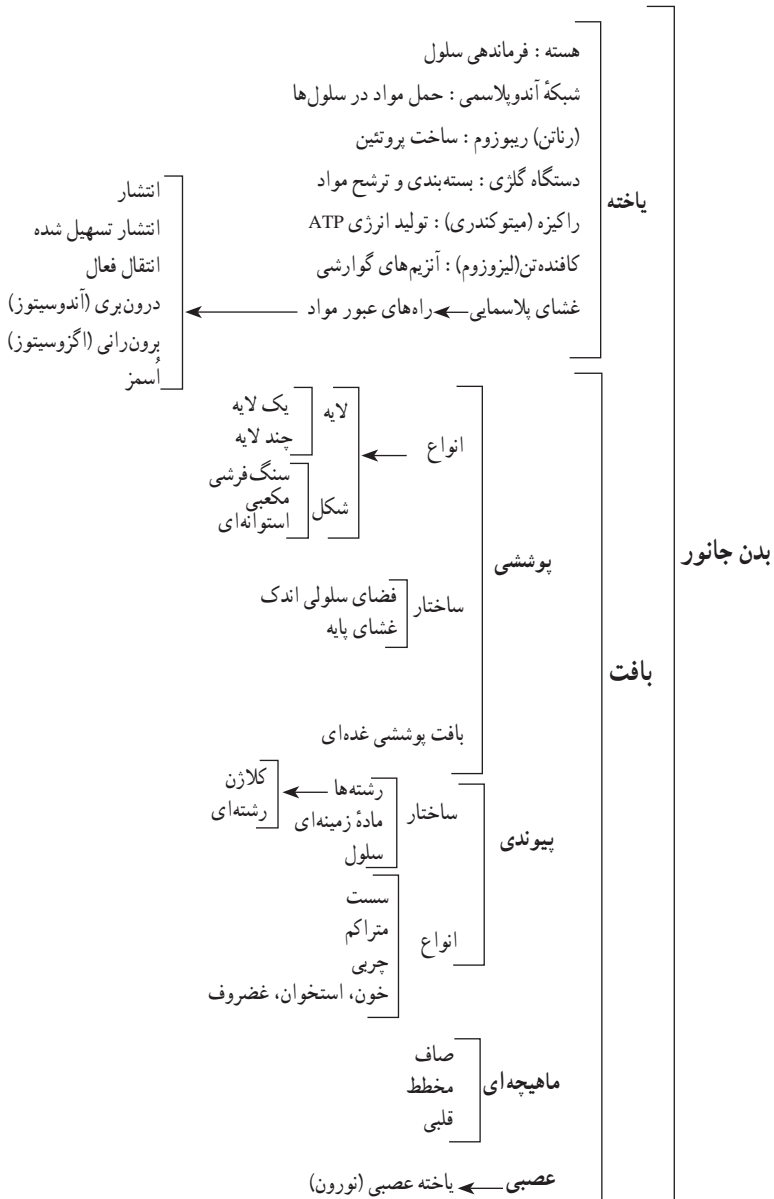 بدن جانور
یاخته
هسته : فرماندهی سلول
شبکهٔ آندوپلاسمی : حمل مواد در سلول‌ها
(رناتن) ریبوزوم : ساخت پروتئین
دستگاه گلژی : بسته‌بندی و ترشح مواد
راکیزه (میتوکندری) : تولید انرژی ATP
کافنده‌تن(لیزوزوم) : آنزیم‌های گوارشی
غشای پلاسمایی راه‌های عبور مواد
انتشار
انتشار تسهیل شده
انتقال فعال
درون‌بری (آندوسیتوز)
برون‌رانی (اگزوسیتوز)
اُسمز
بافت
پوششی
انواع
لایه
یک لایه
چند لایه
شکل
سنگ‌فرشی
مکعبی
استوانه‌ای
ساختار
فضای سلولی اندک
غشای پایه
بافت پوششی غده‌ای
پیوندی
ساختار
رشته‌ها
کلاژن
رشته‌ای
مادهٔ زمینه‌ای
سلول
انواع
سست
متراکم
چربی
خون، استخوان، غضروف
ماهیچه‌ای
صاف
مخطط
قلبی
عصبی یاخته عصبی (نورون)